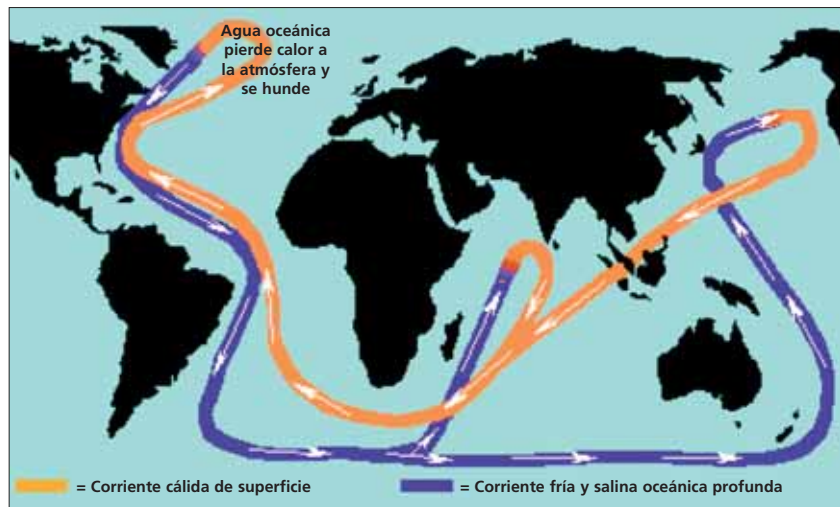 Agua oceánica
pierde calor a
la atmósfera y
se hunde
= Corriente cálida de superficie
= Corriente fría y salina oceánica profunda